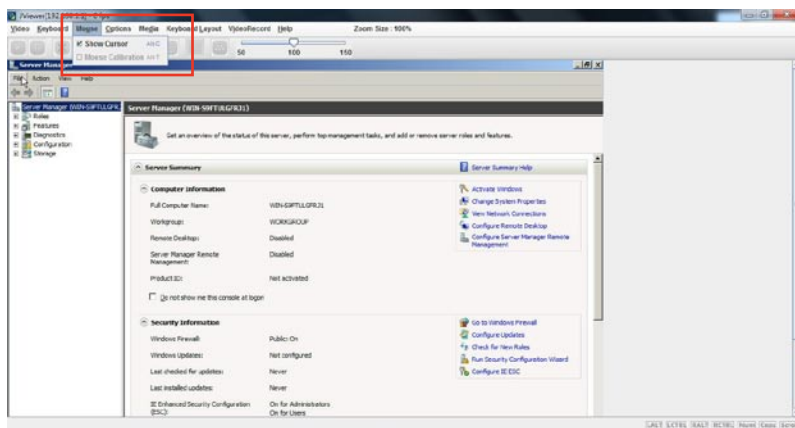 Video Keyboard Mouse Options Media Keyboard Layout VideoRecord Help Zoom Size : 100%
Show Cursor
Mouse Calibration Alt-T
50 100 150
Server Manager
File Action View Help
Server Manager (WIN-S9FTULGFRJ1)
Roles
Features
Diagnostics
Configuration
Storage
Server Manager (WIN-S9FTULGFRJ1)
Get an overview of the status of this server, perform top management tasks, and add or remove server roles and features.
Server Summary
Server Summary Help
Computer Information
Full Computer Name: WIN-S9FTULGFRJ1
Workgroup: WORKGROUP
Remote Desktop: Disabled
Server Manager Remote Management: Disabled
Product ID: Not activated
Do not show me this console at logon
Activate Windows
Change System Properties
View Network Connections
Configure Remote Desktop
Configure Server Manager Remote
Management
Security Information
Windows Firewall: Public: On
Windows Updates: Not configured
Last checked for updates: Never
Last installed updates: Never
IE Enhanced Security Configuration (ESC): On for Administrators
On for Users
Go to Windows Firewall
Configure Updates
Check for New Roles
Run Security Configuration Wizard
Configure IE ESC
LALT LCTRL RALT RCTRL Num Caps